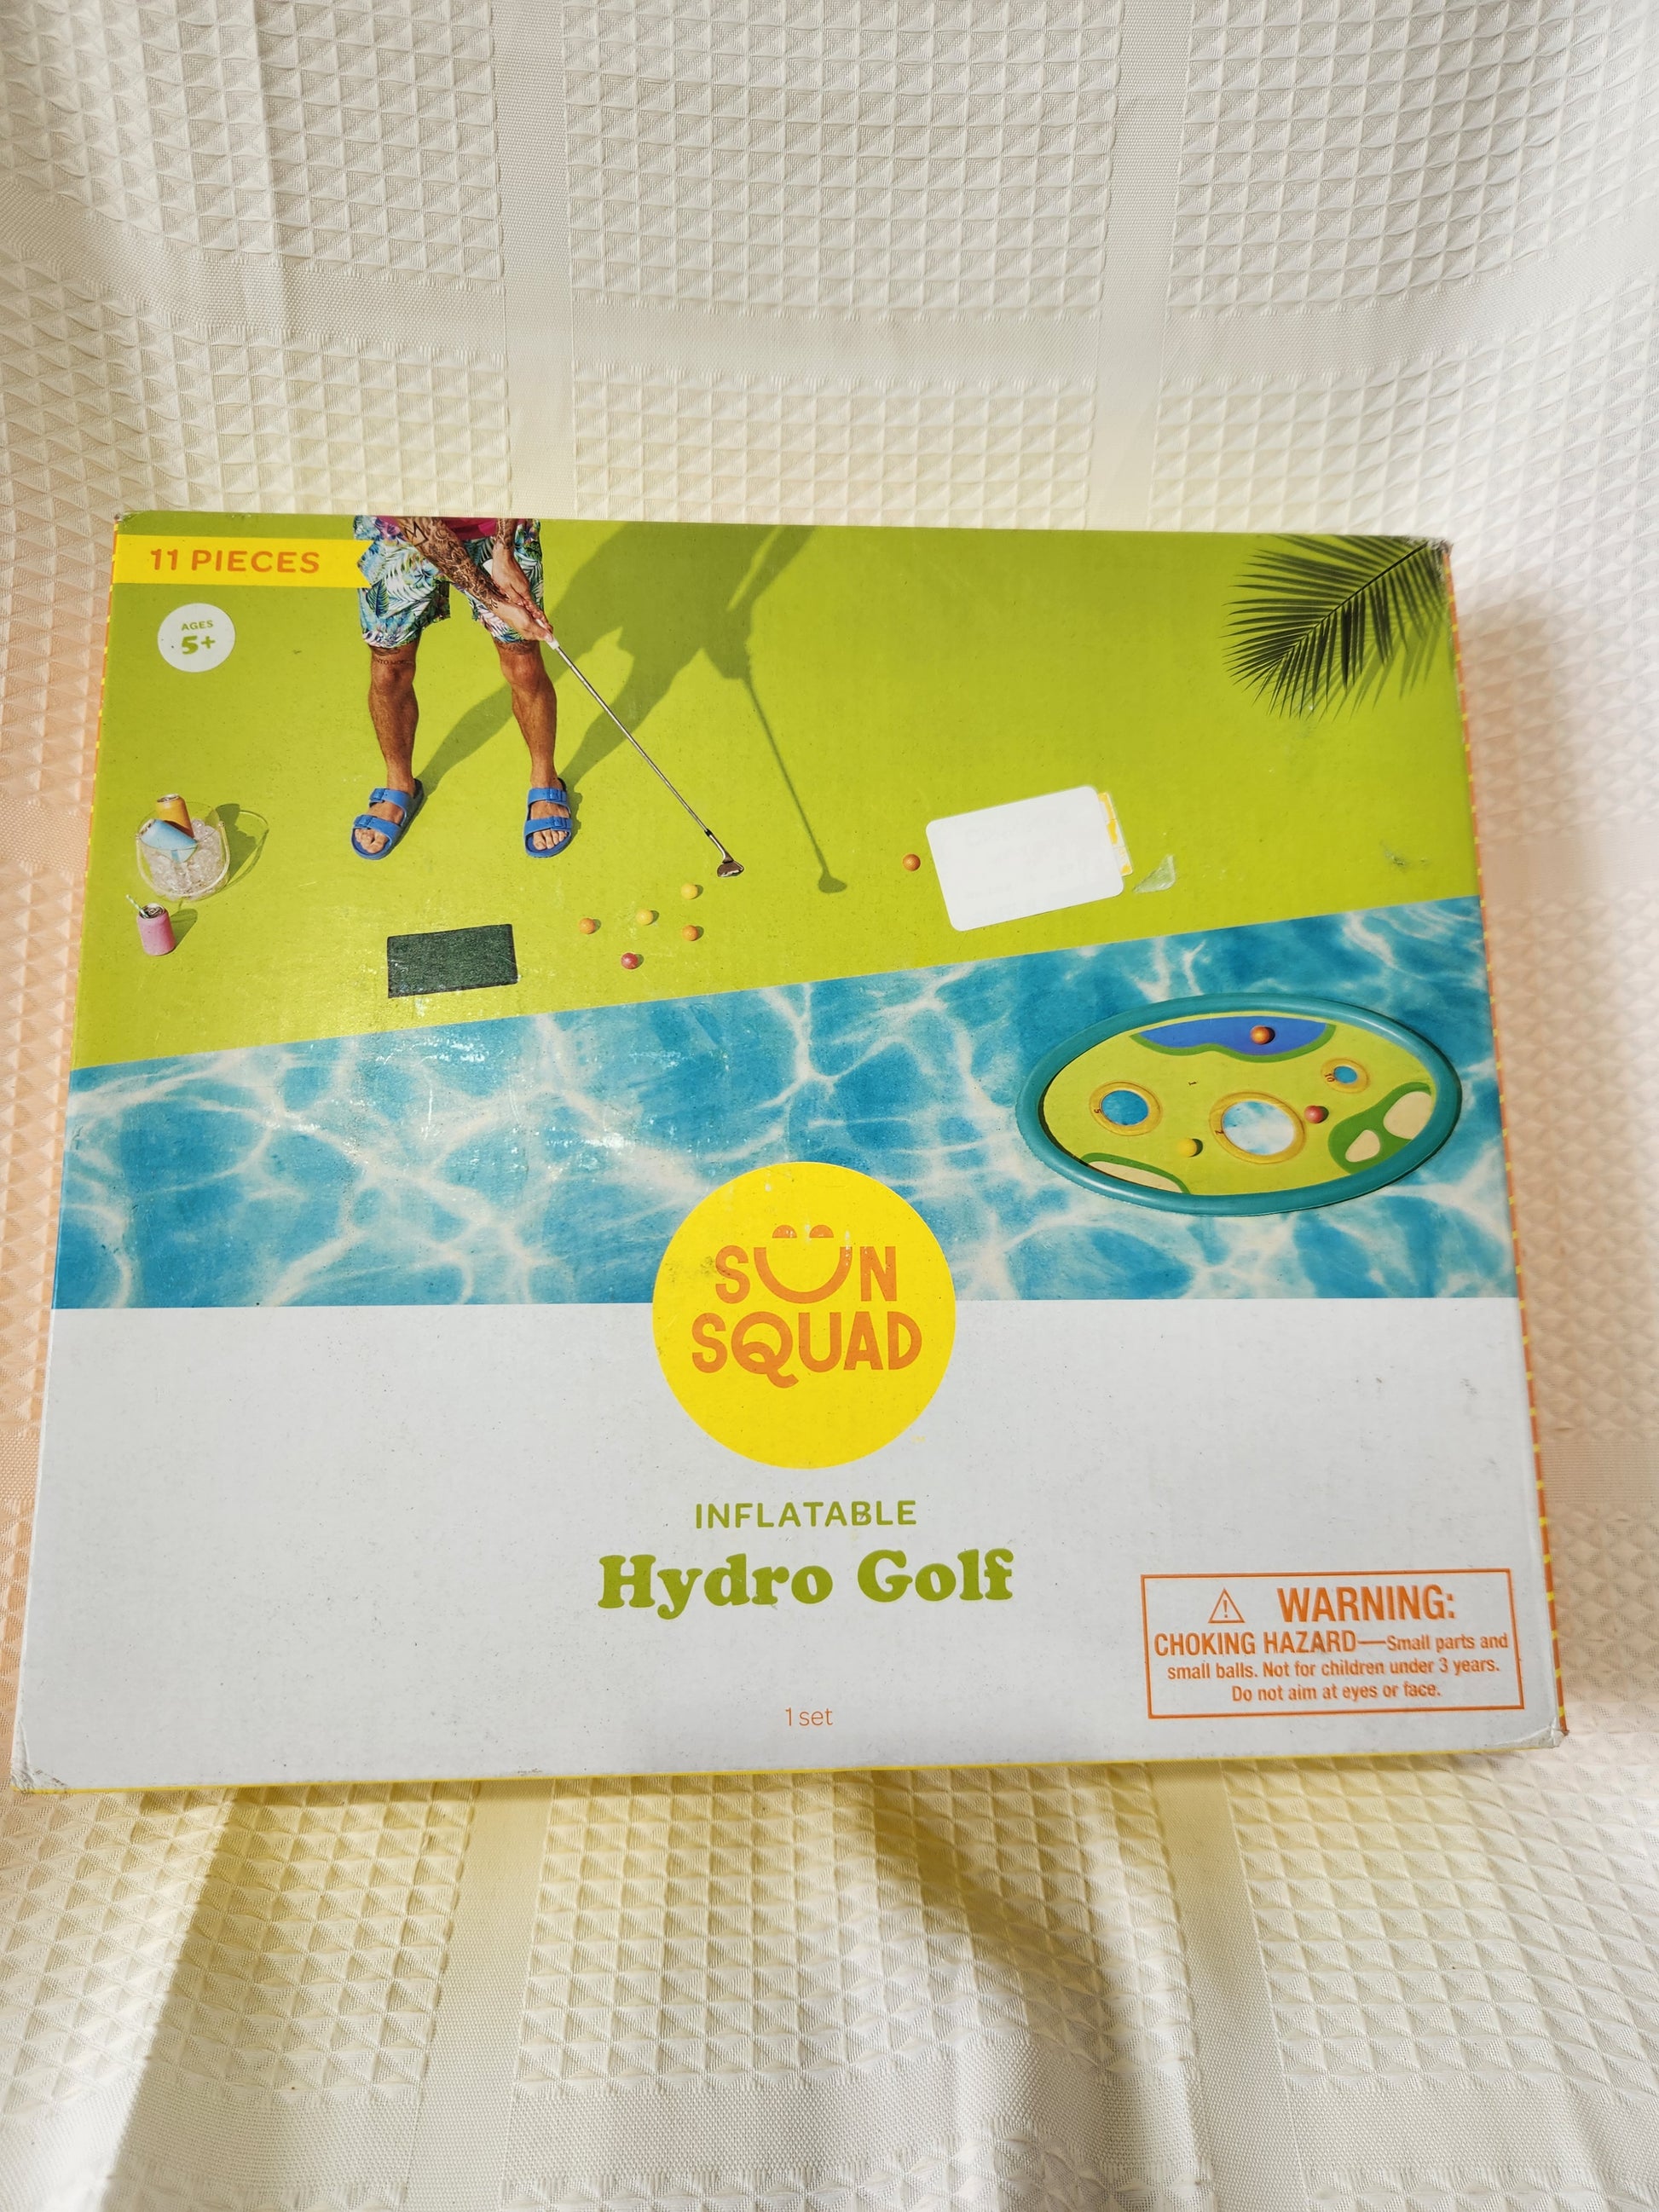 11 PIECES
AGES
5+
SUN
SQUAD
INFLATABLE
Hydro Golf
WARNING:
CHOKING HAZARD—Small parts and
small balls. Not for children under 3 years.
Do not aim at eyes or face.
1 set